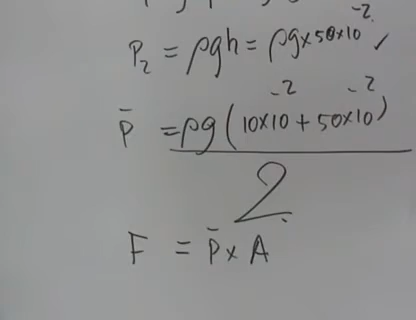 P₂ = ρgh = ρg×50×10⁻² ✓
P̄ = ρg(10×10⁻² + 50×10⁻²)
2
F = P̄ × A